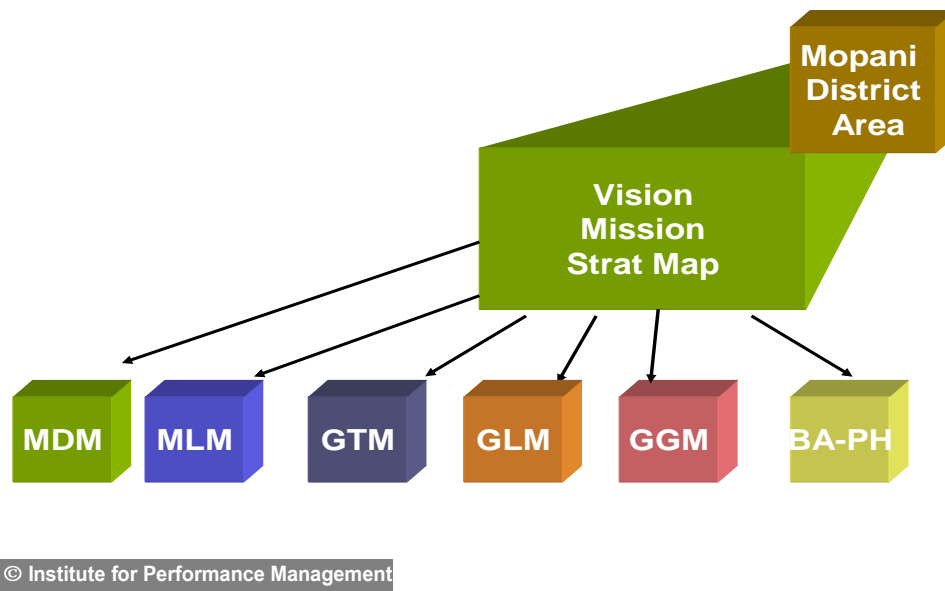 Mopani
District
Area
Vision
Mission
Strat Map
MDM
MLM
GTM
GLM
GGM
BA-PH
© Institute for Performance Management